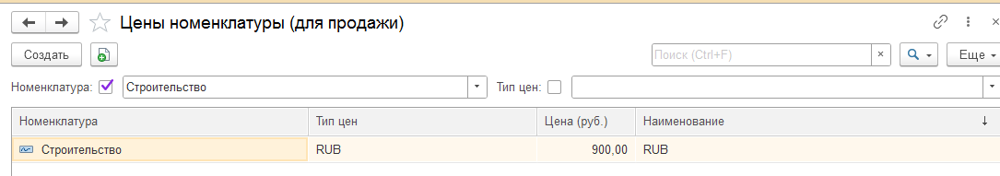 Цены номенклатуры (для продажи)
Создать Поиск (Ctrl+F) × Еще
Номенклатура: Строительство Тип цен:
Номенклатура Тип цен Цена (руб.) Наименование ↓
Строительство RUB 900,00 RUB